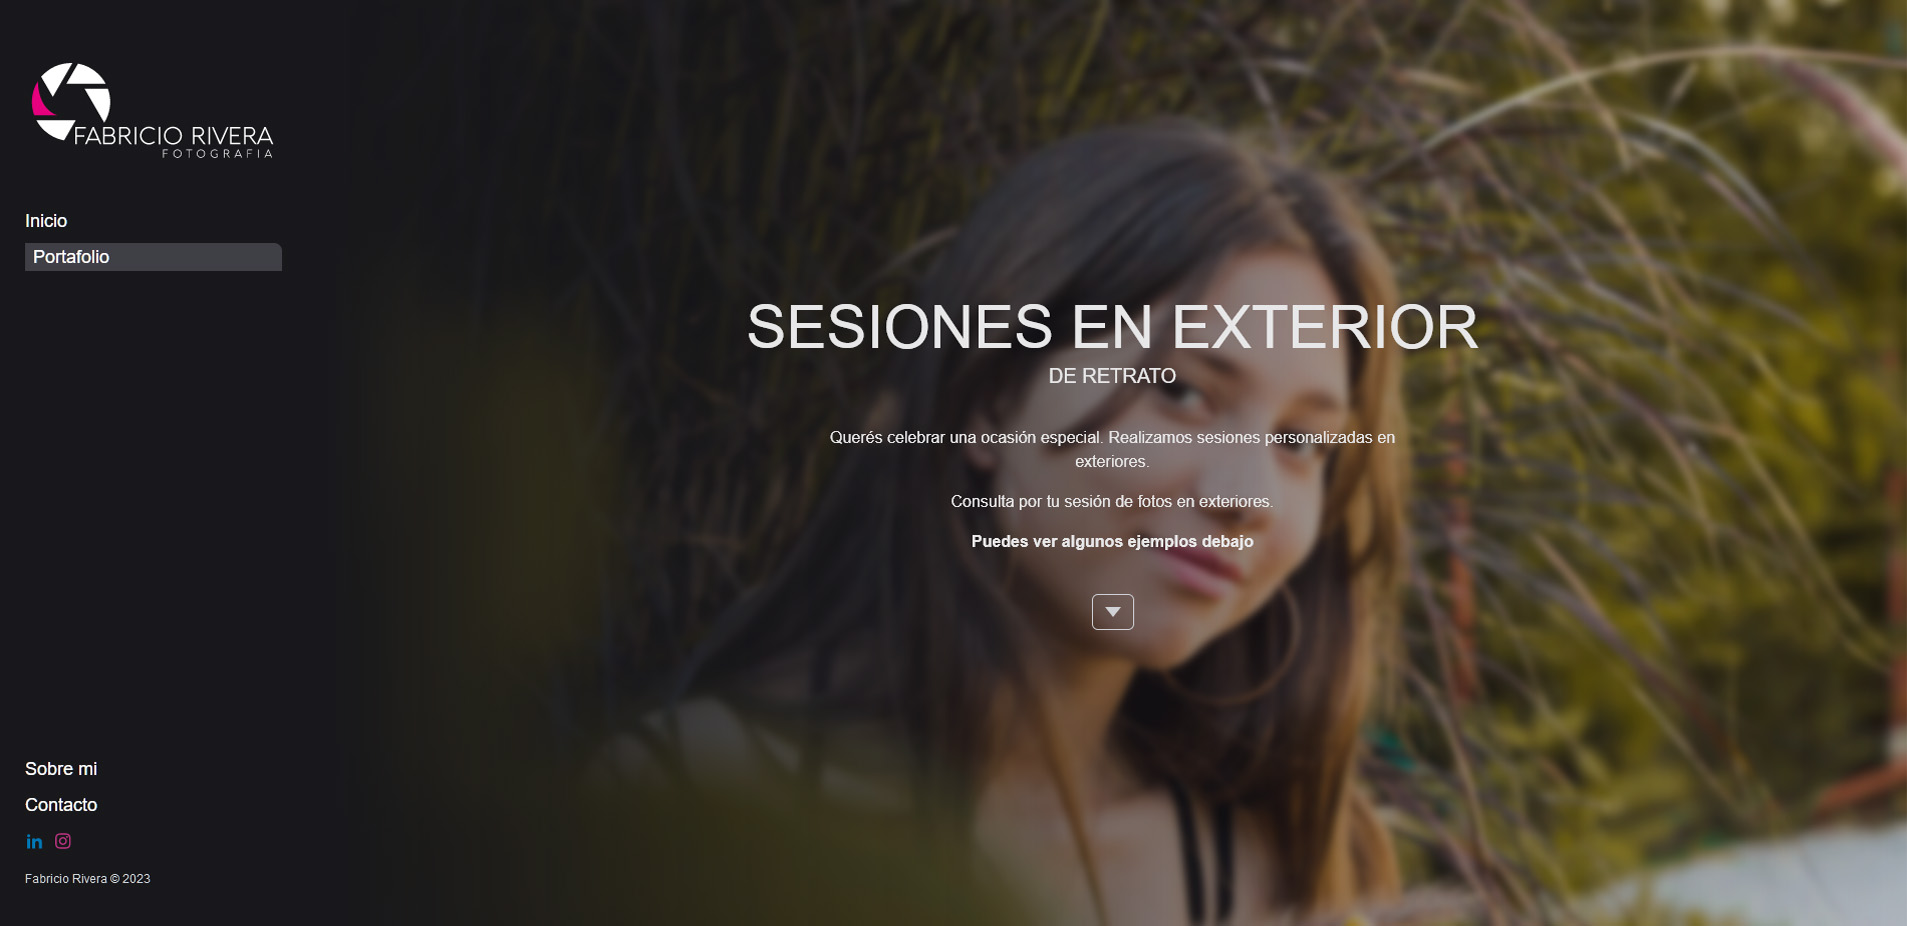 FABRICIO RIVERA
FOTOGRAFIA
Inicio
Portafolio
SESIONES EN EXTERIOR
DE RETRATO
Querés celebrar una ocasión especial. Realizamos sesiones personalizadas en
exteriores.
Consulta por tu sesión de fotos en exteriores.
Puedes ver algunos ejemplos debajo
Sobre mi
Contacto
in
Fabricio Rivera © 2023